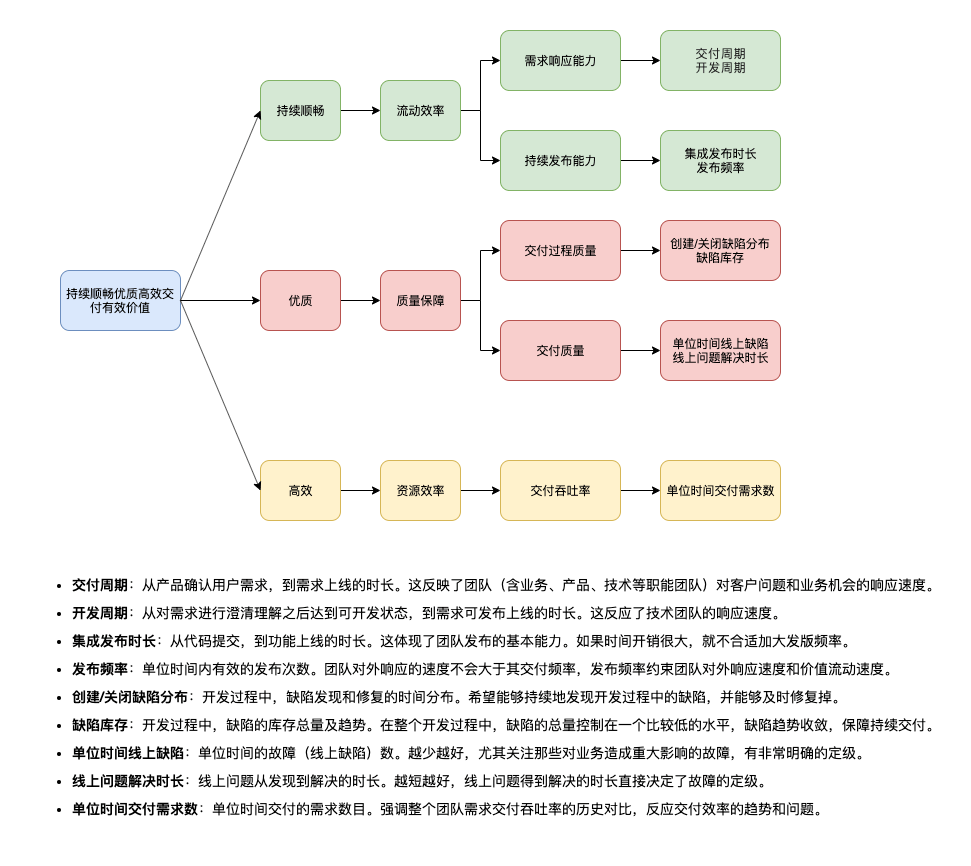 需求响应能力
交付周期
开发周期
持续顺畅
流动效率
持续发布能力
集成发布时长
发布频率
交付过程质量
创建/关闭缺陷分布
缺陷库存
持续顺畅优质高效交
付有效价值
优质
质量保障
交付质量
单位时间线上缺陷
线上问题解决时长
高效
资源效率
交付吞吐率
单位时间交付需求数
• 交付周期：从产品确认用户需求，到需求上线的时长。这反映了团队（含业务、产品、技术等职能团队）对客户问题和业务机会的响应速度。
• 开发周期：从对需求进行澄清理解之后达到可开发状态，到需求可发布上线的时长。这反应了技术团队的响应速度。
• 集成发布时长：从代码提交，到功能上线的时长。这体现了团队发布的基本能力。如果时间开销很大，就不合适加大发版频率。
• 发布频率：单位时间内有效的发布次数。团队对外响应的速度不会大于其交付频率，发布频率约束团队对外响应速度和价值流动速度。
• 创建/关闭缺陷分布：开发过程中，缺陷发现和修复的时间分布。希望能够持续地发现开发过程中的缺陷，并能够及时修复掉。
• 缺陷库存：开发过程中，缺陷的库存总量及趋势。在整个开发过程中，缺陷的总量控制在一个比较低的水平，缺陷趋势收敛，保障持续交付。
• 单位时间线上缺陷：单位时间的故障（线上缺陷）数。越少越好，尤其关注那些对业务造成重大影响的故障，有非常明确的定级。
• 线上问题解决时长：线上问题从发现到解决的时长。越短越好，线上问题得到解决的时长直接决定了故障的定级。
• 单位时间交付需求数：单位时间交付的需求数目。强调整个团队需求交付吞吐率的历史对比，反应交付效率的趋势和问题。